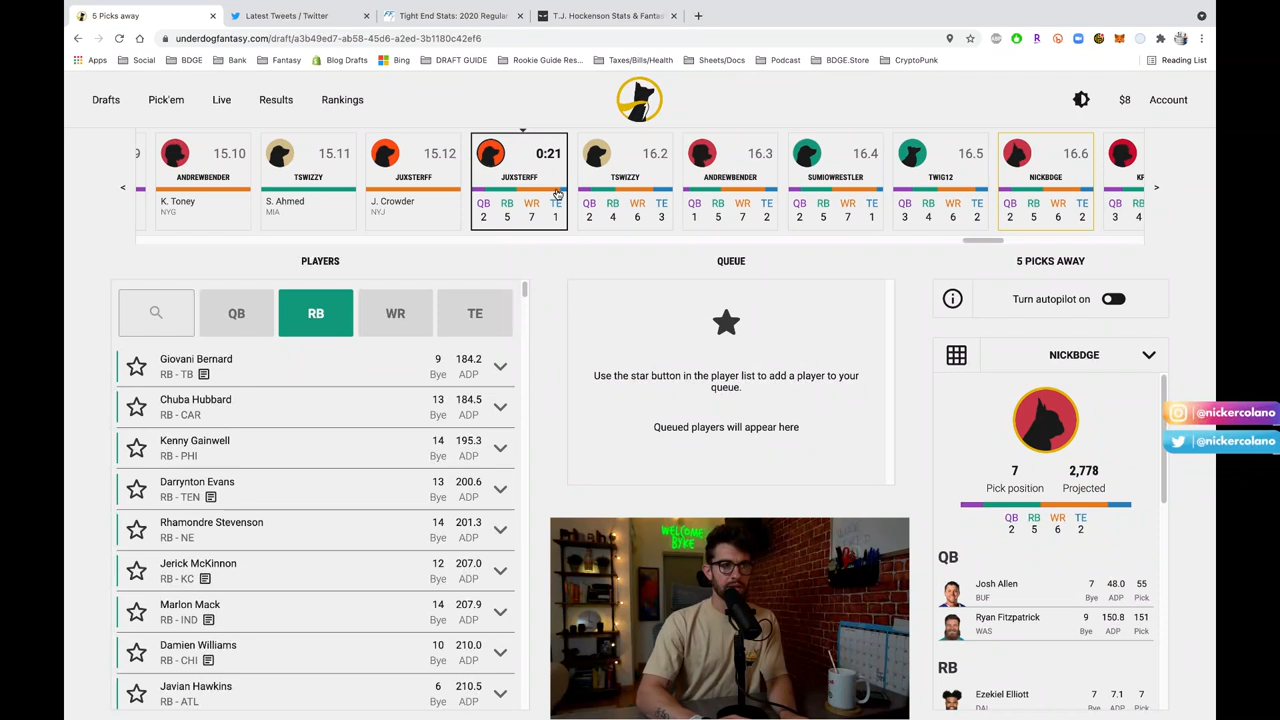 5 Picks away
Latest Tweets / Twitter
Tight End Stats: 2020 Regular
T.J. Hockenson Stats & Fantas
underdogfantasy.com/draft/a3b49ed7-ab58-45d6-a2ed-3b1180c42ef6
Apps Social BDGE Bank Fantasy Blog Drafts Bing DRAFT GUIDE Rookie Guide Res... Taxes/Bills/Health Sheets/Docs Podcast BDGE.Store CryptoPunk Reading List
Drafts Pick'em Live Results Rankings $8 Account
9 15.10 15.11 15.12 0:21 16.2 16.3 16.4 16.5 16.6
ANDREWBENDER TSWIZZY JUXSTERFF JUXSTERFF TSWIZZY ANDREWBENDER SUMIOWRESTLER TWIG12 NICKBDGE KF
K. Toney S. Ahmed J. Crowder QB RB WR TE QB RB WR TE QB RB WR TE QB RB WR TE QB RB WR TE QB RB WR TE QB RB
NYG MIA NYJ 2 5 7 1 2 4 6 3 1 5 7 2 2 5 7 1 3 4 6 2 2 5 6 2 3 4
< >
PLAYERS QUEUE 5 PICKS AWAY
QB RB WR TE
Turn autopilot on
Giovani Bernard 9 184.2
RB - TB Bye ADP
Chuba Hubbard 13 184.5
RB - CAR Bye ADP
Kenny Gainwell 14 195.3
RB - PHI Bye ADP
Darrynton Evans 13 200.6
RB - TEN Bye ADP
Rhamondre Stevenson 14 201.3
RB - NE Bye ADP
Jerick McKinnon 12 207.0
RB - KC Bye ADP
Marlon Mack 14 207.9
RB - IND Bye ADP
Damien Williams 10 210.0
RB - CHI Bye ADP
Javian Hawkins 6 210.5
RB - ATL Bye ADP
Use the star button in the player list to add a player to your
queue.
Queued players will appear here
WELCOME
BYKE
NICKBDGE
7 2,778
Pick position Projected
QB RB WR TE
2 5 6 2
QB
Josh Allen 7 48.0 55
BUF Bye ADP Pick
Ryan Fitzpatrick 9 150.8 151
WAS Bye ADP Pick
RB
Ezekiel Elliott 7 7.1 7
DAL Bye ADP Pick
@nickercolano
@nickercolano